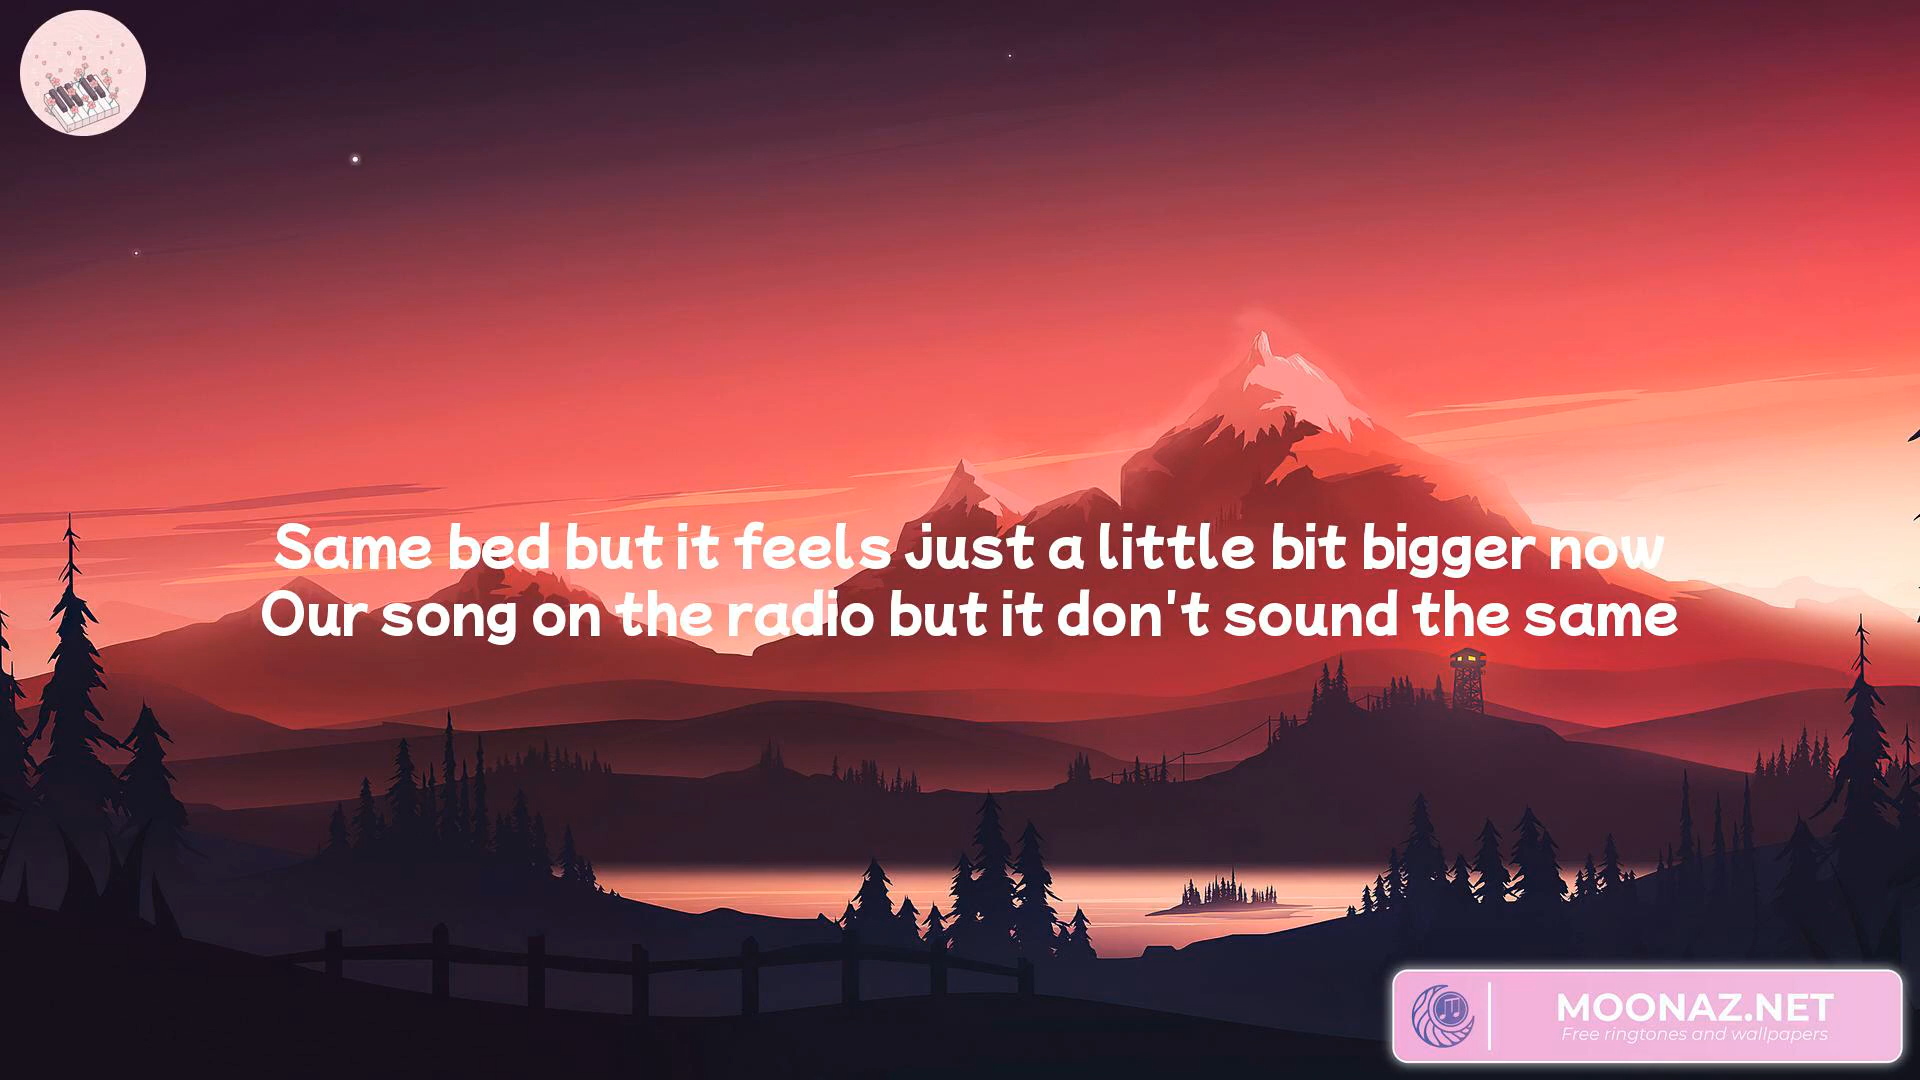 Same bed but it feels just a little bit bigger now
Our song on the radio but it don't sound the same
MOONAZ.NET
Free ringtones and wallpapers